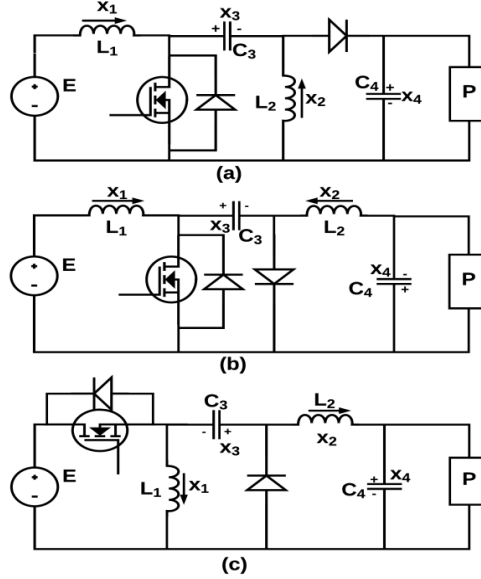 x₁ x₃
+ -
L₁ C₃
E L₂ x₂ C₄ + x₄ P
+
-
-
(a)
x₁ x₂
+ -
L₁ x₃ C₃ L₂
E x₄ - P
+ C₄ +
-
(b)
C₃ L₂
- +
x₃ x₂
E L₁ x₁ C₄ + x₄ P
+ -
-
(c)